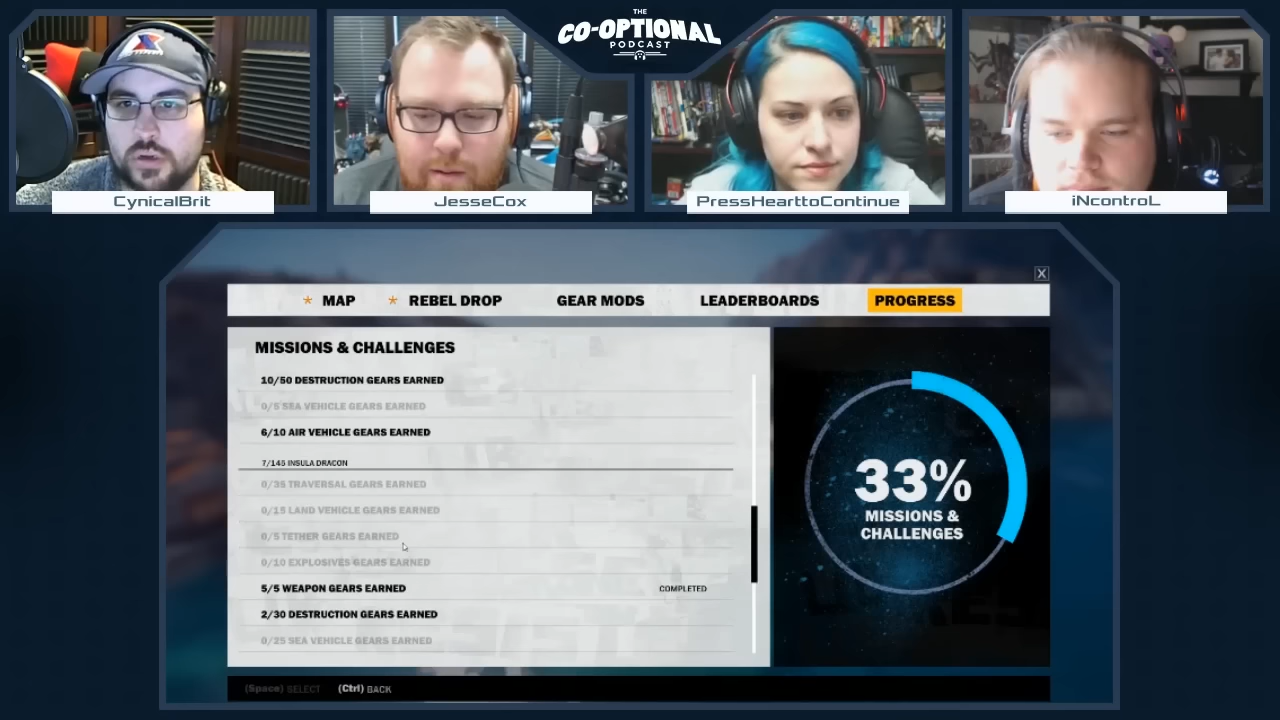 THE
CO-OPTIONAL
PODCAST
CynicalBrit
JesseCox
PressHearttoContinue
iNcontroL
X
* MAP
* REBEL DROP
GEAR MODS
LEADERBOARDS
PROGRESS
MISSIONS & CHALLENGES
10/50 DESTRUCTION GEARS EARNED
0/5 SEA VEHICLE GEARS EARNED
6/10 AIR VEHICLE GEARS EARNED
7/145 INSULA DRACON
0/35 TRAVERSAL GEARS EARNED
0/15 LAND VEHICLE GEARS EARNED
0/5 TETHER GEARS EARNED
0/10 EXPLOSIVES GEARS EARNED
5/5 WEAPON GEARS EARNED COMPLETED
2/30 DESTRUCTION GEARS EARNED
0/25 SEA VEHICLE GEARS EARNED
33%
MISSIONS &
CHALLENGES
(Space) SELECT (Ctrl) BACK